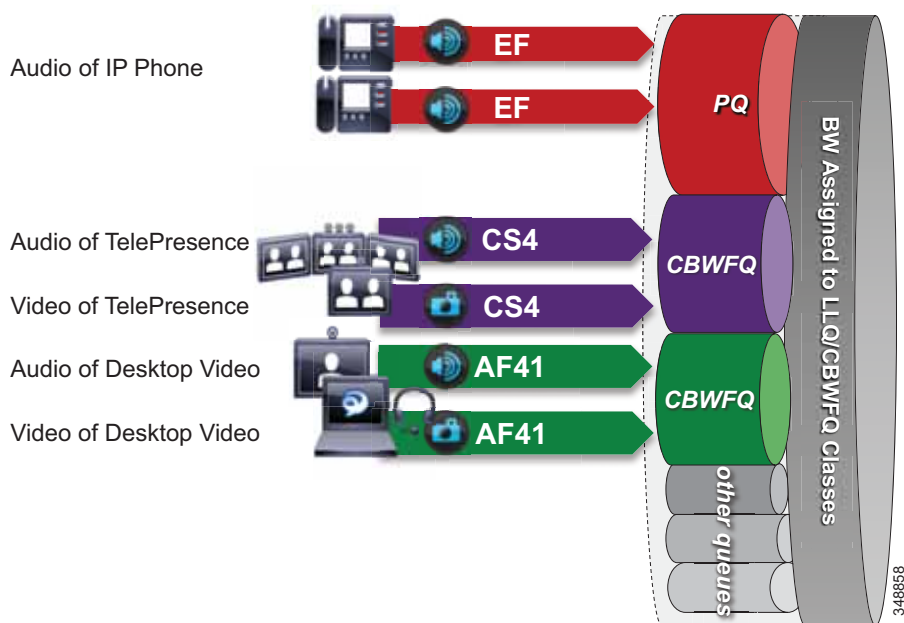 Audio of IP Phone
EF
EF
PQ
Audio of TelePresence
CS4
Video of TelePresence
CS4
CBWFQ
Audio of Desktop Video
AF41
Video of Desktop Video
AF41
CBWFQ
other queues
BW Assigned to LLQ/CBWFQ Classes
348858